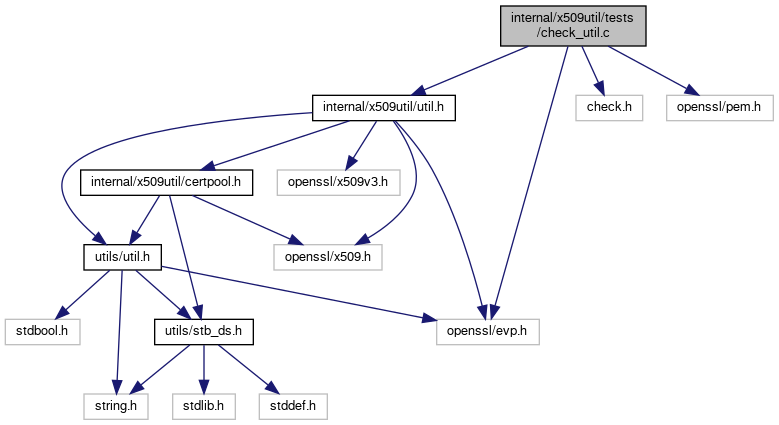 internal/x509util/tests
/check_util.c
internal/x509util/util.h
check.h
openssl/pem.h
internal/x509util/certpool.h
openssl/x509v3.h
utils/util.h
openssl/x509.h
stdbool.h
utils/stb_ds.h
openssl/evp.h
string.h
stdlib.h
stddef.h